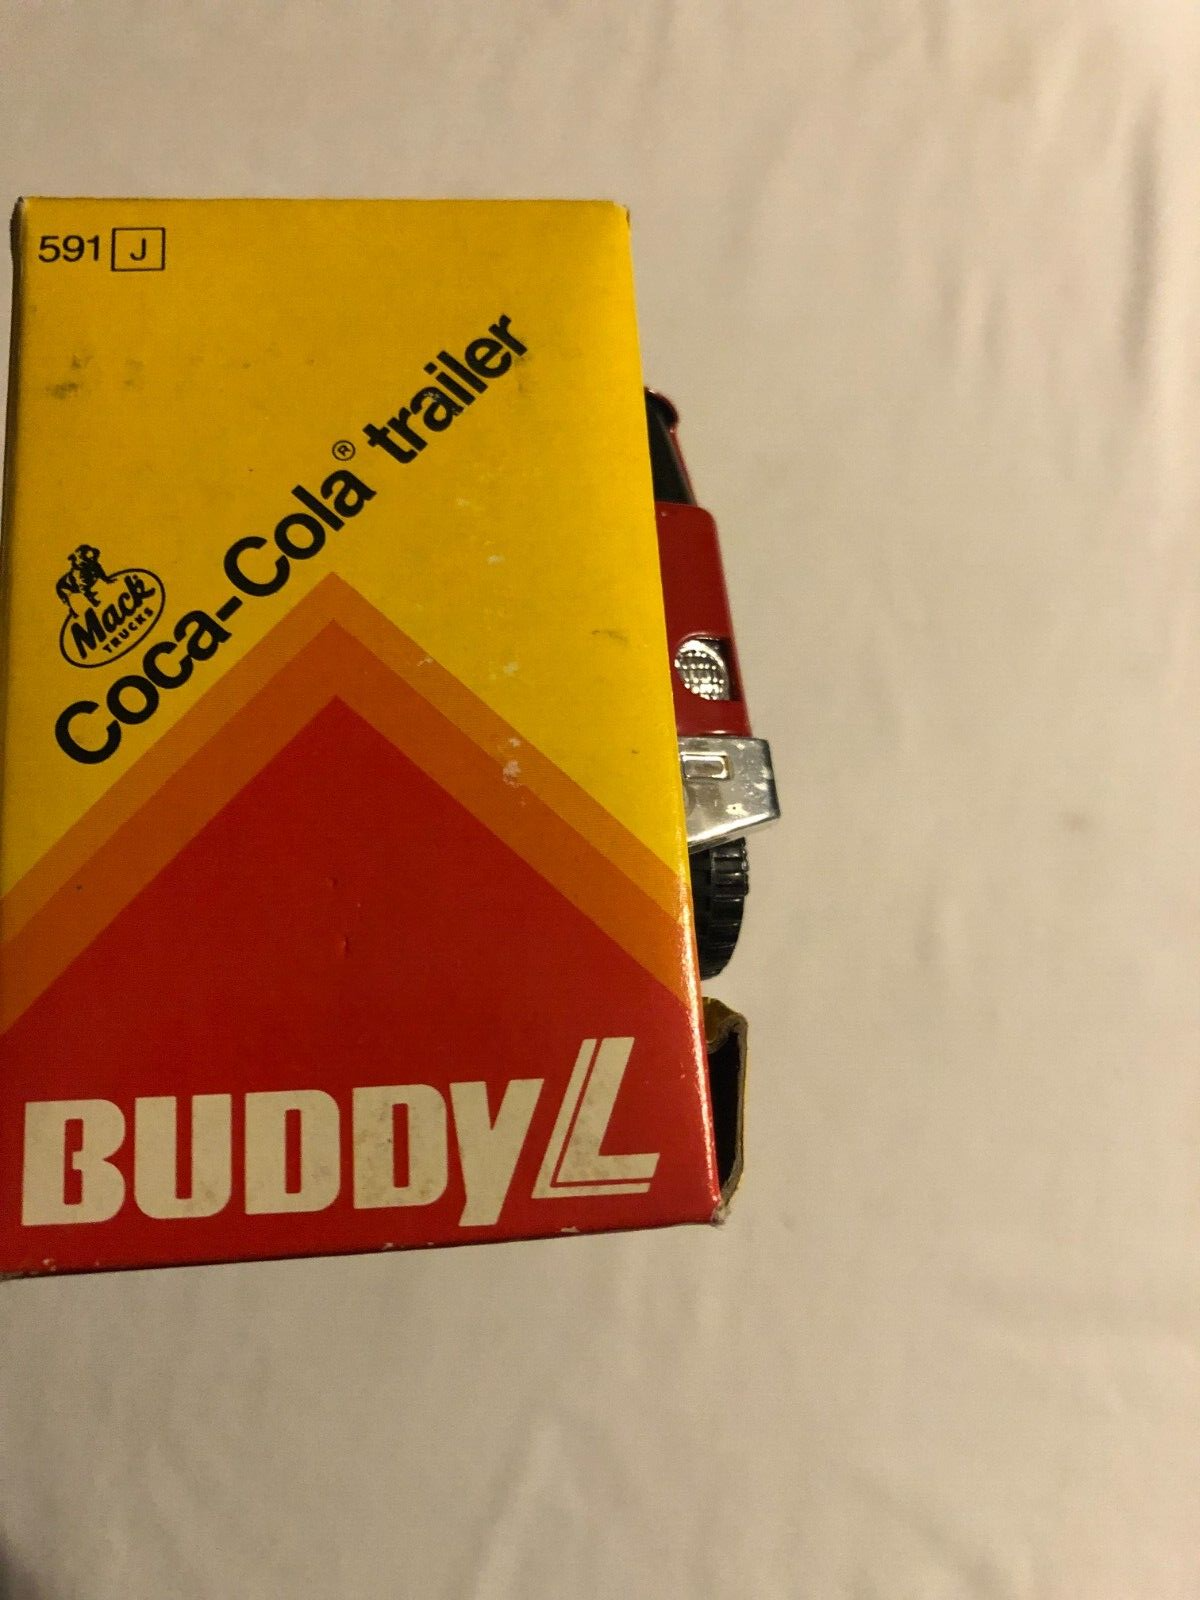 591 J
Coca-Cola® trailer
Mack
TRUCKS
BUDDY L